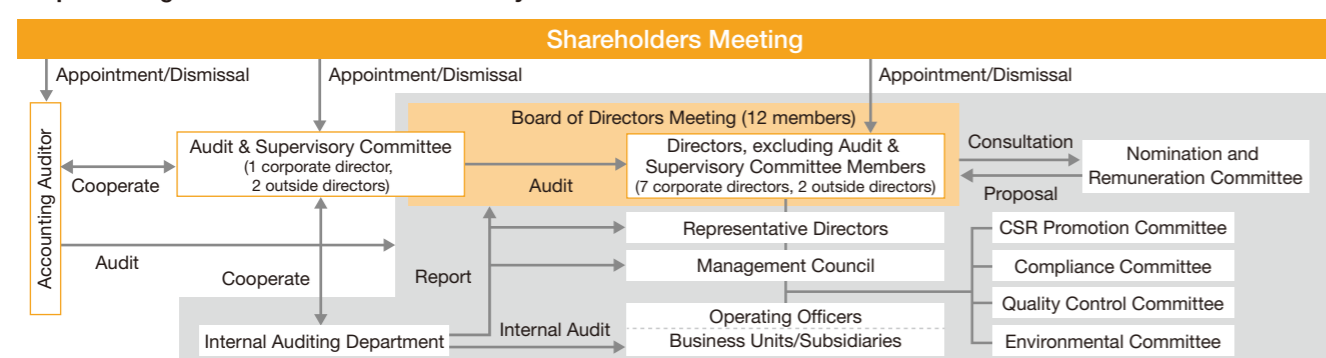 Shareholders Meeting
Appointment/Dismissal
Appointment/Dismissal
Appointment/Dismissal
Board of Directors Meeting (12 members)
Accounting Auditor
Cooperate
Audit & Supervisory Committee
(1 corporate director,
2 outside directors)
Audit
Directors, excluding Audit &
Supervisory Committee Members
(7 corporate directors, 2 outside directors)
Consultation
Proposal
Nomination and
Remuneration Committee
Audit
Cooperate
Report
Representative Directors
Management Council
Operating Officers
Business Units/Subsidiaries
CSR Promotion Committee
Compliance Committee
Quality Control Committee
Environmental Committee
Internal Auditing Department
Internal Audit